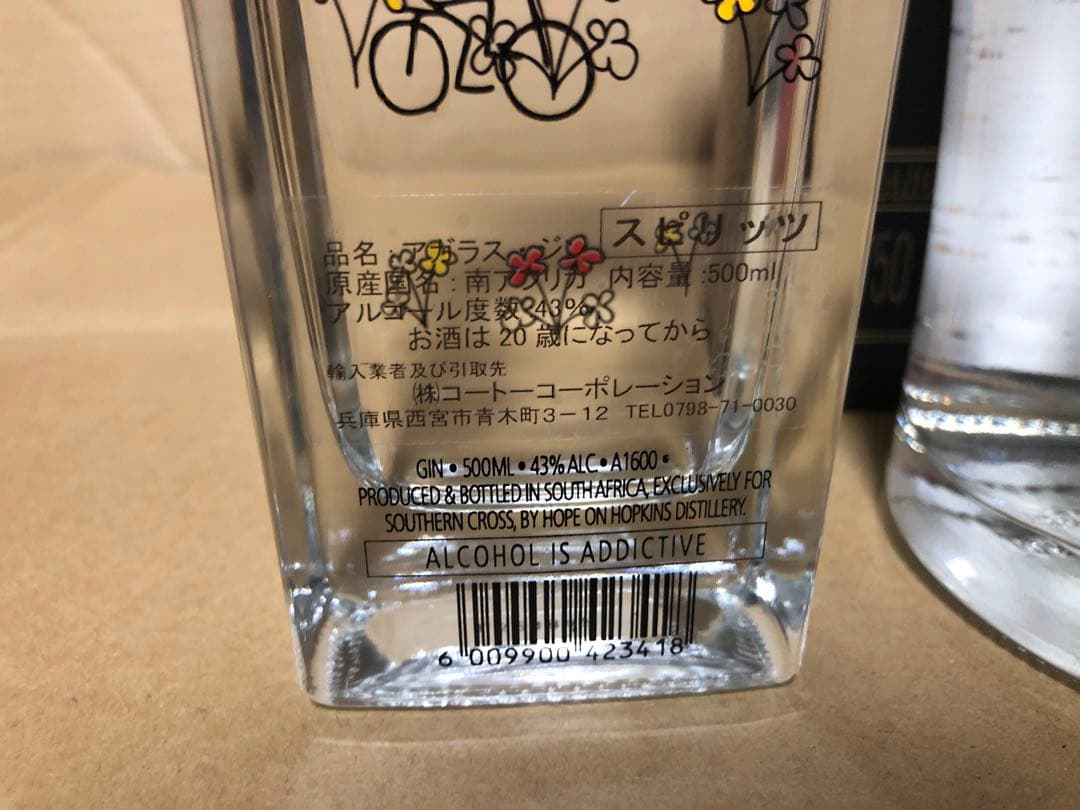 スピリッツ
品名:アガラス・ジン
原産国名:南アフリカ 内容量:500ml
アルコール度数:43%
お酒は20歳になってから
輸入業者及び引取先
㈱コートーコーポレーション
兵庫県西宮市青木町3-12 TEL0798-71-0030
GIN • 500ML • 43% ALC • A1600 •
PRODUCED & BOTTLED IN SOUTH AFRICA, EXCLUSIVELY FOR
SOUTHERN CROSS, BY HOPE ON HOPKINS DISTILLERY.
ALCOHOL IS ADDICTIVE
6 009900 423418
50